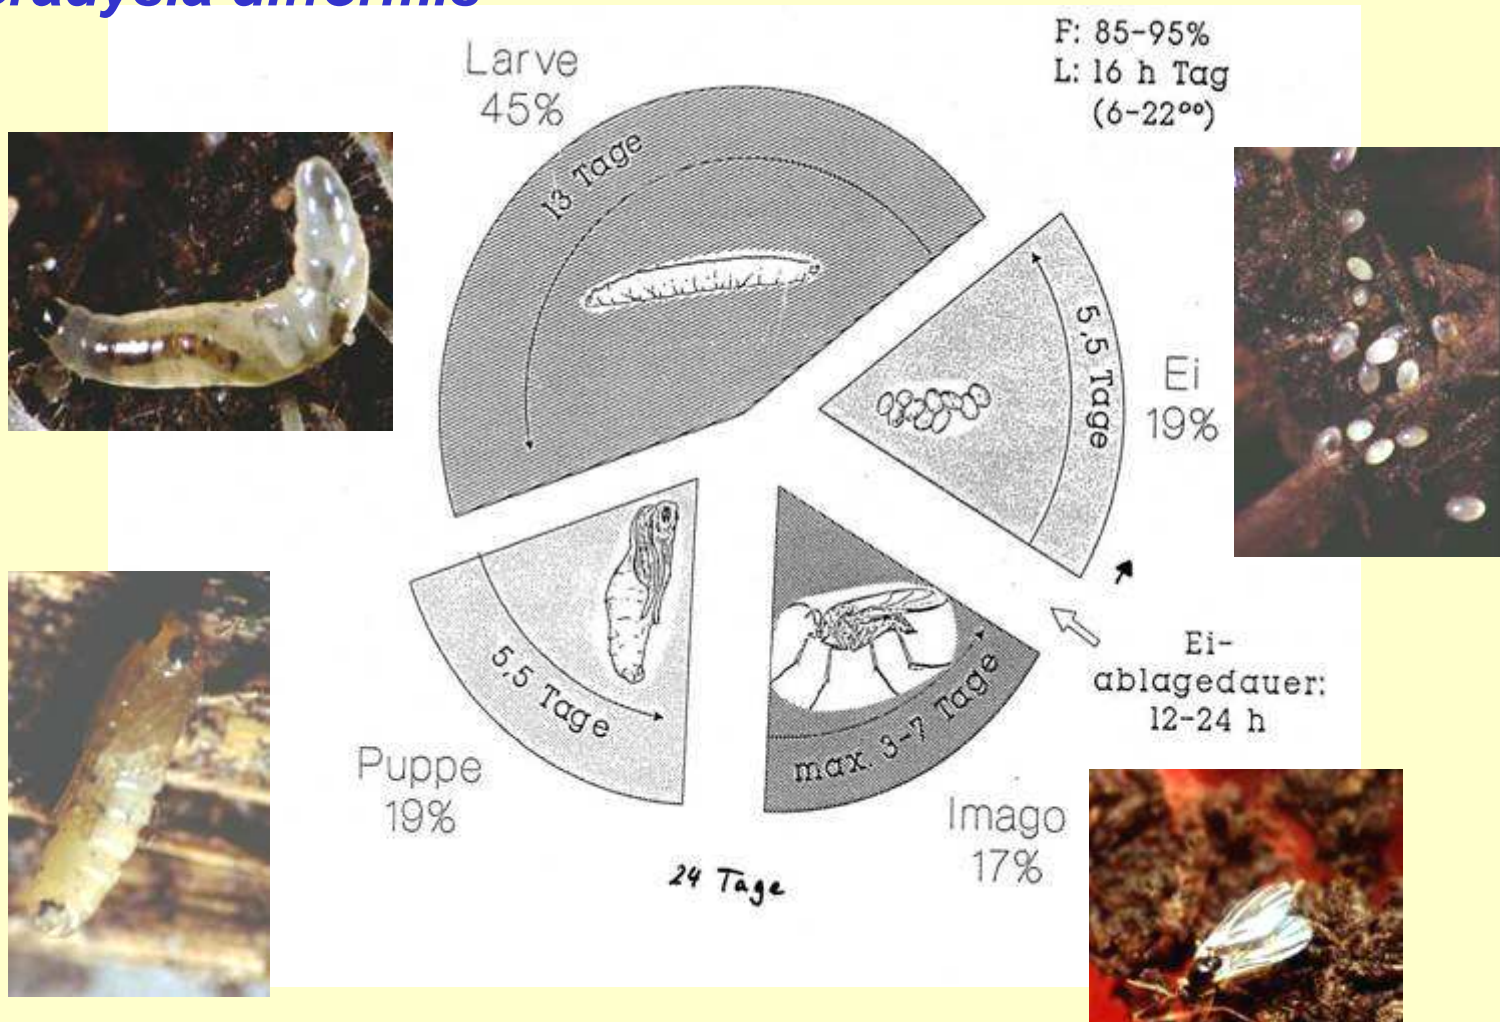 difformis
F: 85-95%
L: 16 h Tag
(6-22°°)
Larve
45%
13 Tage
5,5 Tage
Ei
19%
Ei-
ablagedauer:
12-24 h
5,5 Tage
max. 3-7 Tage
Puppe
19%
Imago
17%
24 Tage